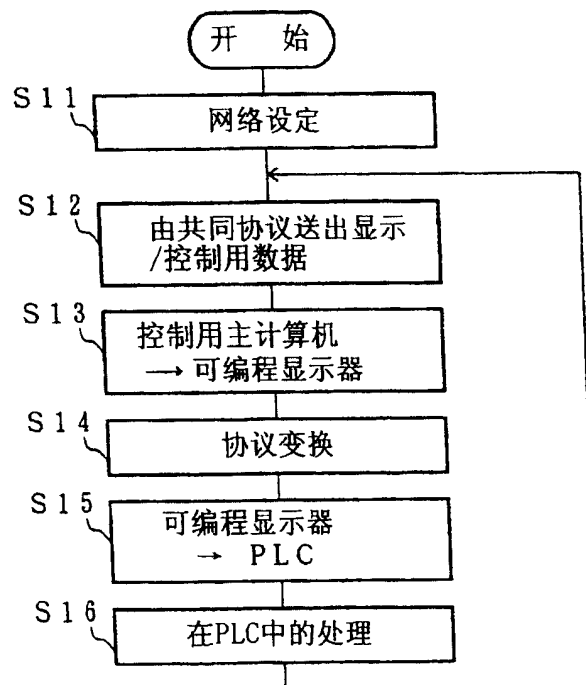 开 始
S11
网络设定
S12
由共同协议送出显示
/控制用数据
S13
控制用主计算机
→ 可编程显示器
S14
协议变换
S15
可编程显示器
→ PLC
S16
在PLC中的处理